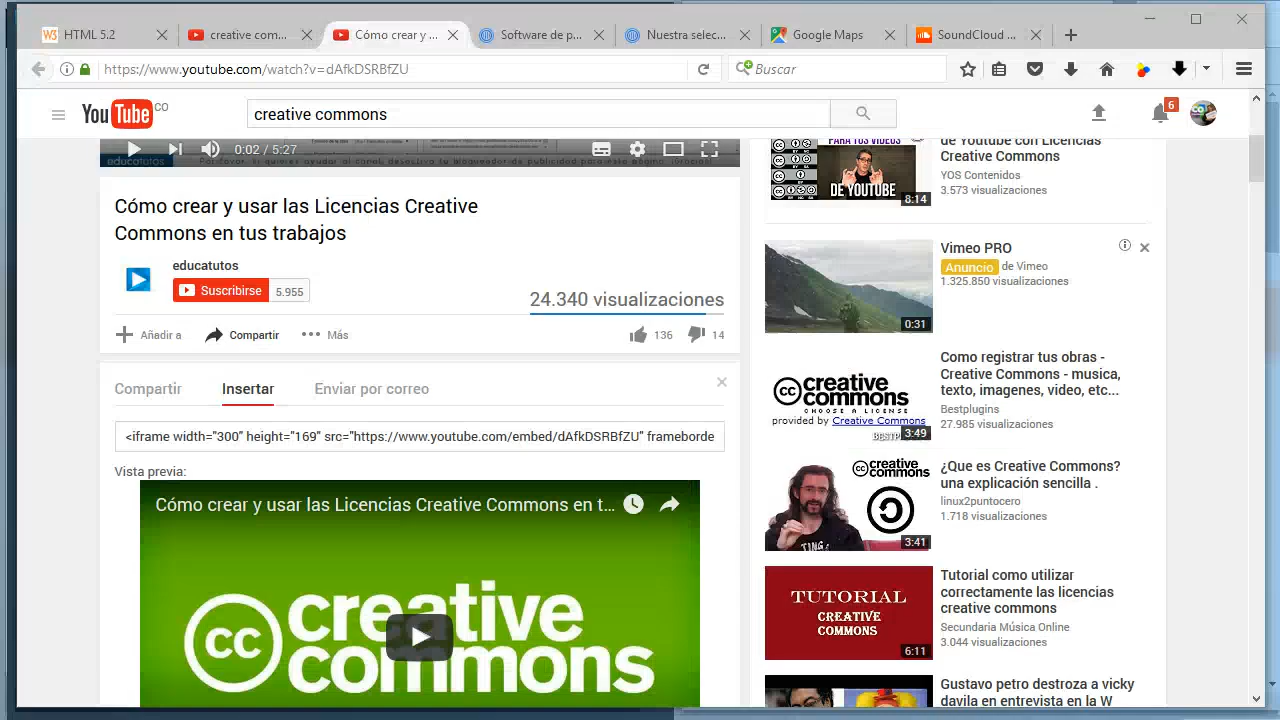 HTML 5.2
creative com...
Cómo crear y ...
Software de p...
Nuestra selec...
Google Maps
SoundCloud ...
https://www.youtube.com/watch?v=dAfkDSRBfZU
Buscar
YouTube CO
creative commons
6
educatutos
0:02 / 5:27
Cómo crear y usar las Licencias Creative
Commons en tus trabajos
educatutos
Suscribirse 5.955
24.340 visualizaciones
Añadir a
Compartir
Más
136
14
Compartir
Insertar
Enviar por correo
<iframe width="300" height="169" src="https://www.youtube.com/embed/dAfkDSRBfZU" frameborde
Vista previa:
Cómo crear y usar las Licencias Creative Commons en t...
cc creative
commons
PARA TUS VIDEOS
DE YOUTUBE
8:14
de Youtube con Licencias
Creative Commons
YOS Contenidos
3.573 visualizaciones
0:31
Vimeo PRO
Anuncio de Vimeo
1.325.850 visualizaciones
cc creative
commons
CHOOSE A LICENSE
provided by Creative Commons
3:49
Como registrar tus obras -
Creative Commons - musica,
texto, imagenes, video, etc...
Bestplugins
27.985 visualizaciones
cc creative
commons
3:41
¿Que es Creative Commons?
una explicación sencilla .
linux2puntocero
1.718 visualizaciones
TUTORIAL
CREATIVE
COMMONS
6:11
Tutorial como utilizar
correctamente las licencias
creative commons
Secundaria Música Online
3.044 visualizaciones
Gustavo petro destroza a vicky
davila en entrevista en la W